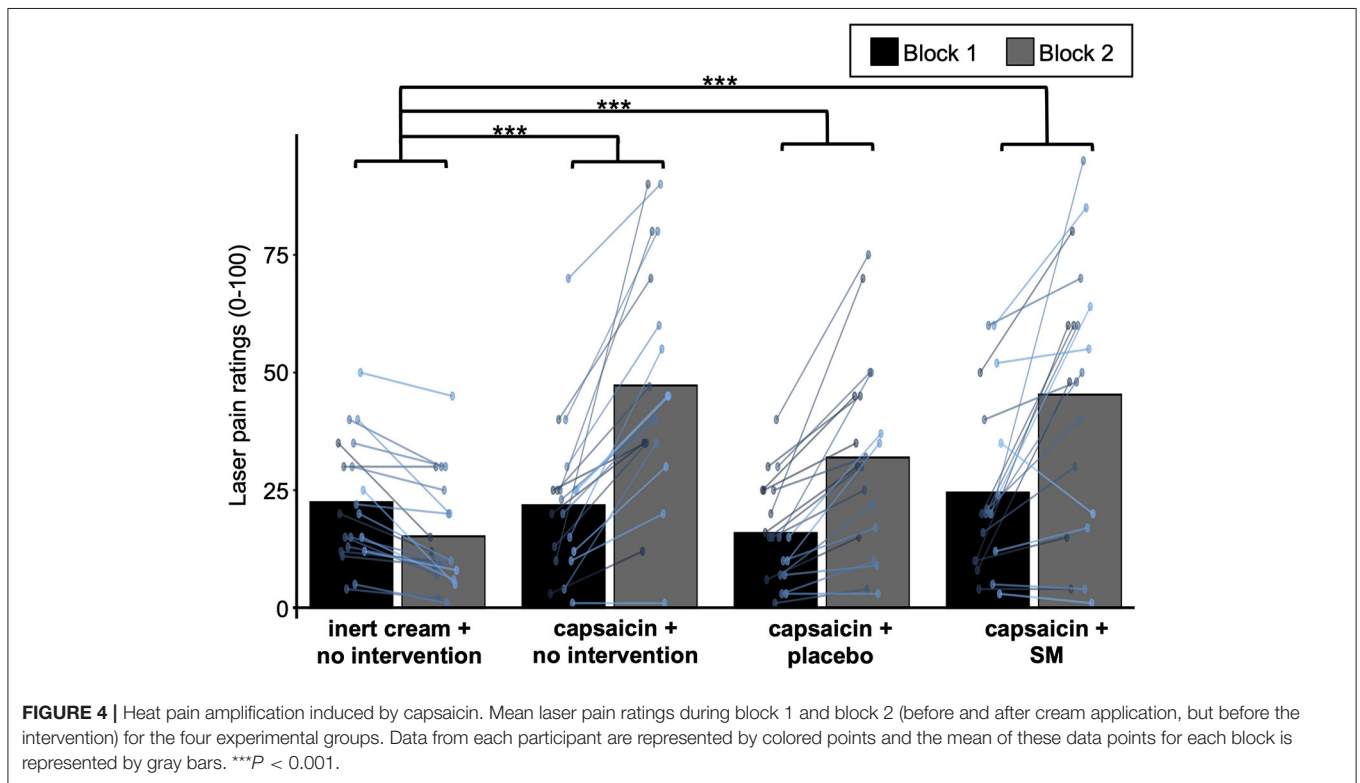 Block 1 Block 2
***
***
***
Laser pain ratings (0-100)
75
50
25
0
inert cream +
no intervention
capsaicin +
no intervention
capsaicin +
placebo
capsaicin +
SM
FIGURE 4 | Heat pain amplification induced by capsaicin. Mean laser pain ratings during block 1 and block 2 (before and after cream application, but before the
intervention) for the four experimental groups. Data from each participant are represented by colored points and the mean of these data points for each block is
represented by gray bars. ***P < 0.001.